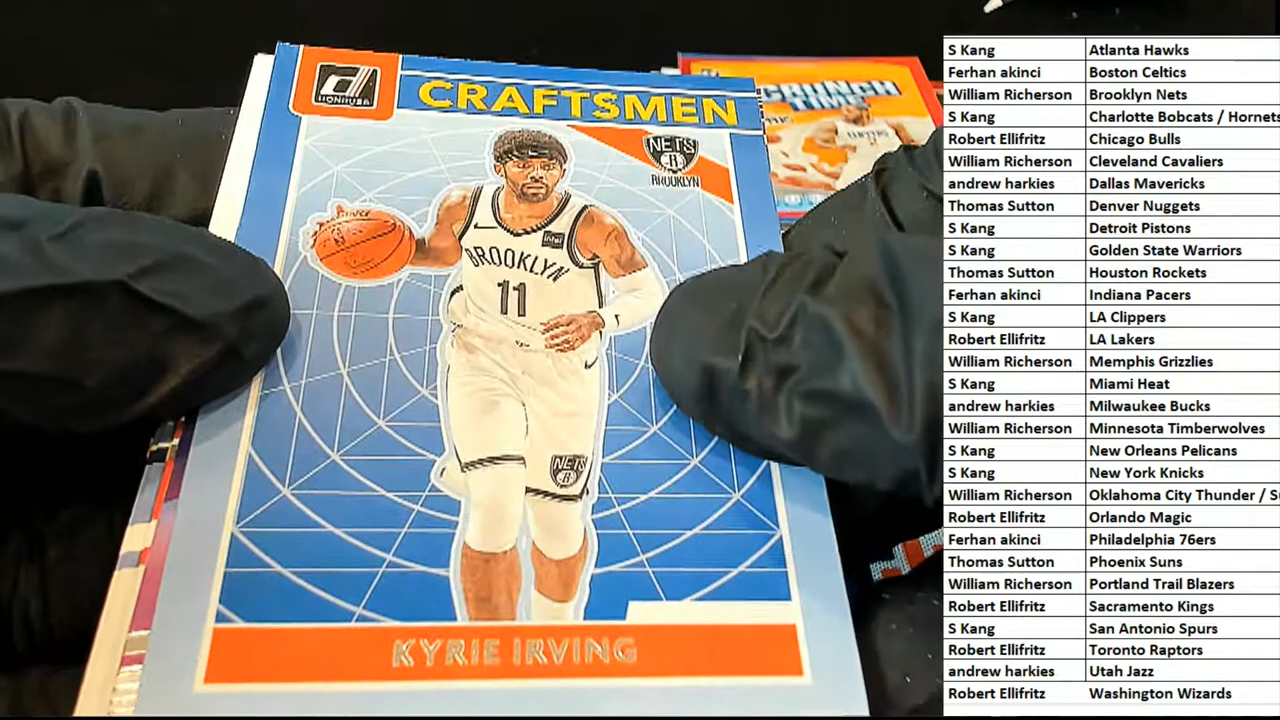 DONRUSS
CRAFTSMEN
NETS
B
BROOKLYN
intel
BROOKLYN
11
NETS
KYRIE IRVING
CRUNCH
TIME
S Kang Atlanta Hawks
Ferhan akinci Boston Celtics
William Richerson Brooklyn Nets
S Kang Charlotte Bobcats / Hornets
Robert Ellifritz Chicago Bulls
William Richerson Cleveland Cavaliers
andrew harkies Dallas Mavericks
Thomas Sutton Denver Nuggets
S Kang Detroit Pistons
S Kang Golden State Warriors
Thomas Sutton Houston Rockets
Ferhan akinci Indiana Pacers
S Kang LA Clippers
Robert Ellifritz LA Lakers
William Richerson Memphis Grizzlies
S Kang Miami Heat
andrew harkies Milwaukee Bucks
William Richerson Minnesota Timberwolves
S Kang New Orleans Pelicans
S Kang New York Knicks
William Richerson Oklahoma City Thunder / S
Robert Ellifritz Orlando Magic
Ferhan akinci Philadelphia 76ers
Thomas Sutton Phoenix Suns
William Richerson Portland Trail Blazers
Robert Ellifritz Sacramento Kings
S Kang San Antonio Spurs
Robert Ellifritz Toronto Raptors
andrew harkies Utah Jazz
Robert Ellifritz Washington Wizards